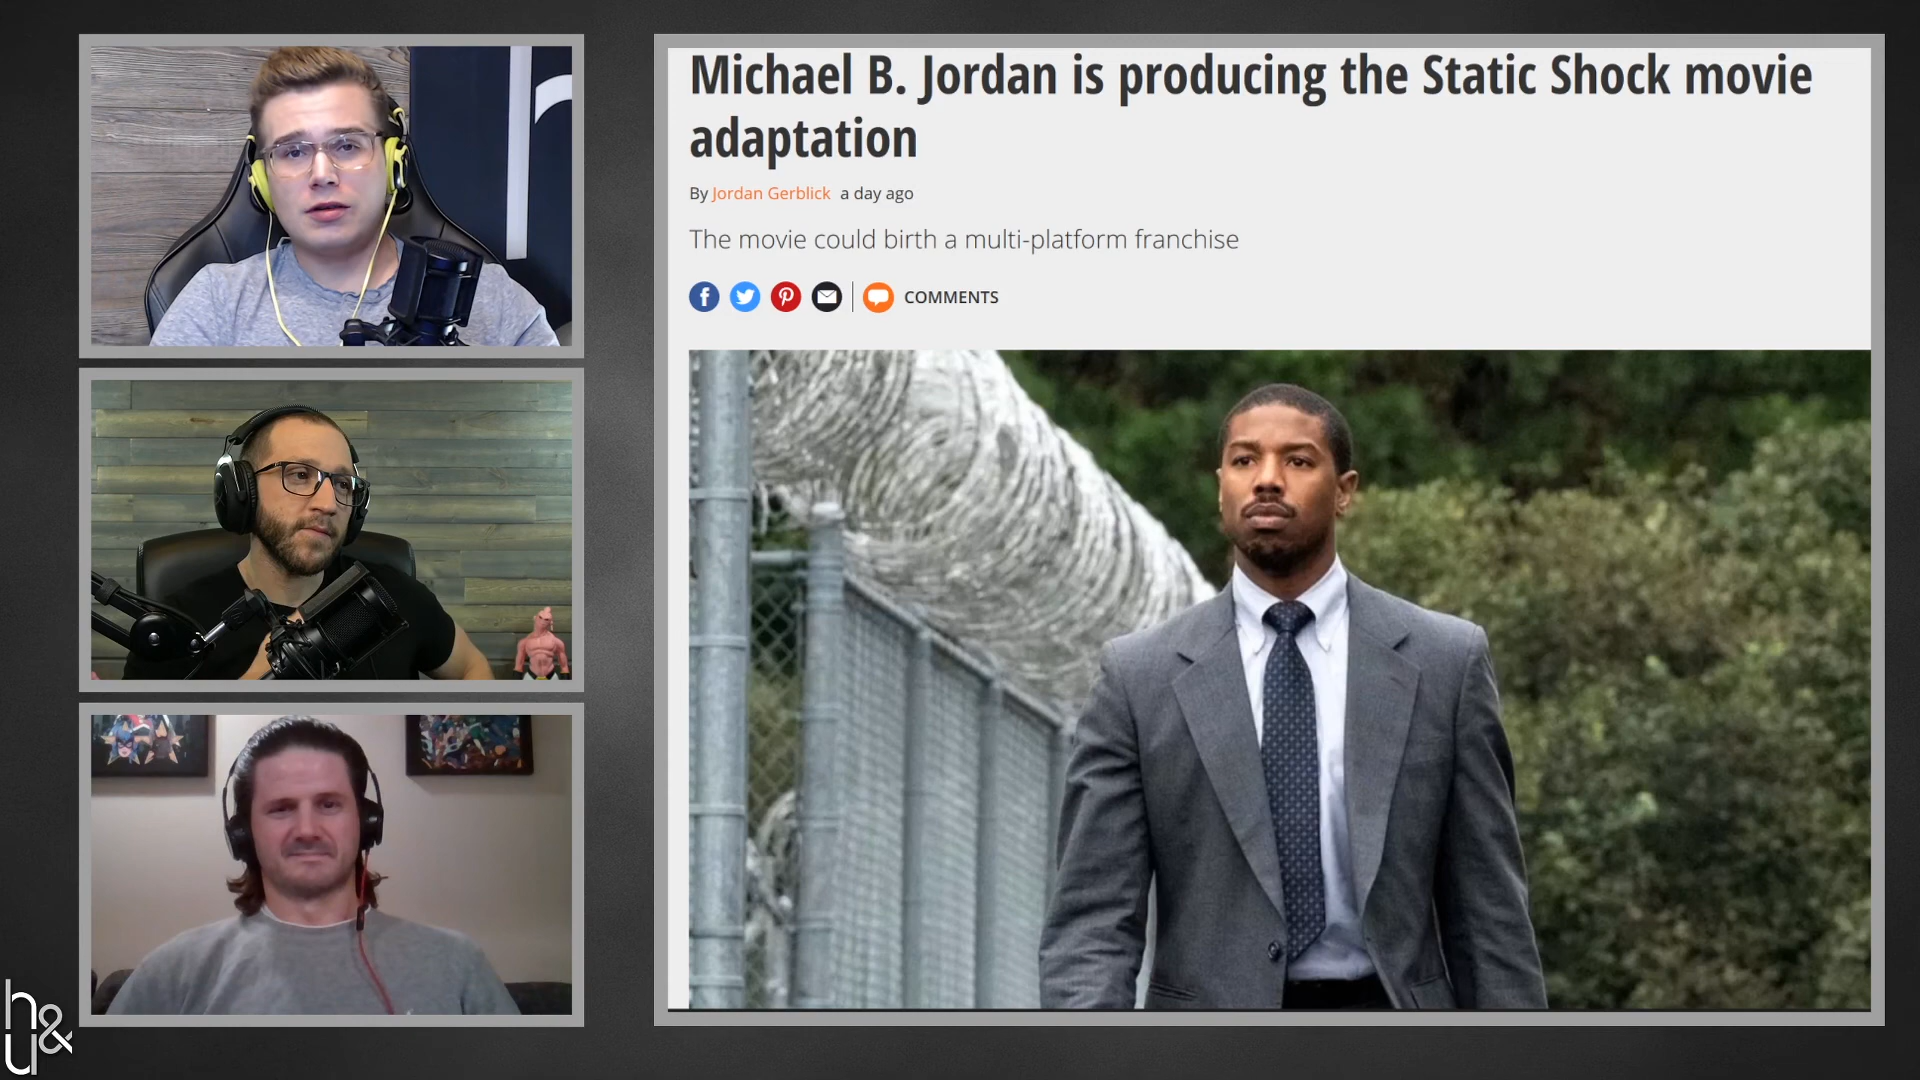 Michael B. Jordan is producing the Static Shock movie
adaptation
By Jordan Gerblick a day ago
The movie could birth a multi-platform franchise
COMMENTS
h
h&
u